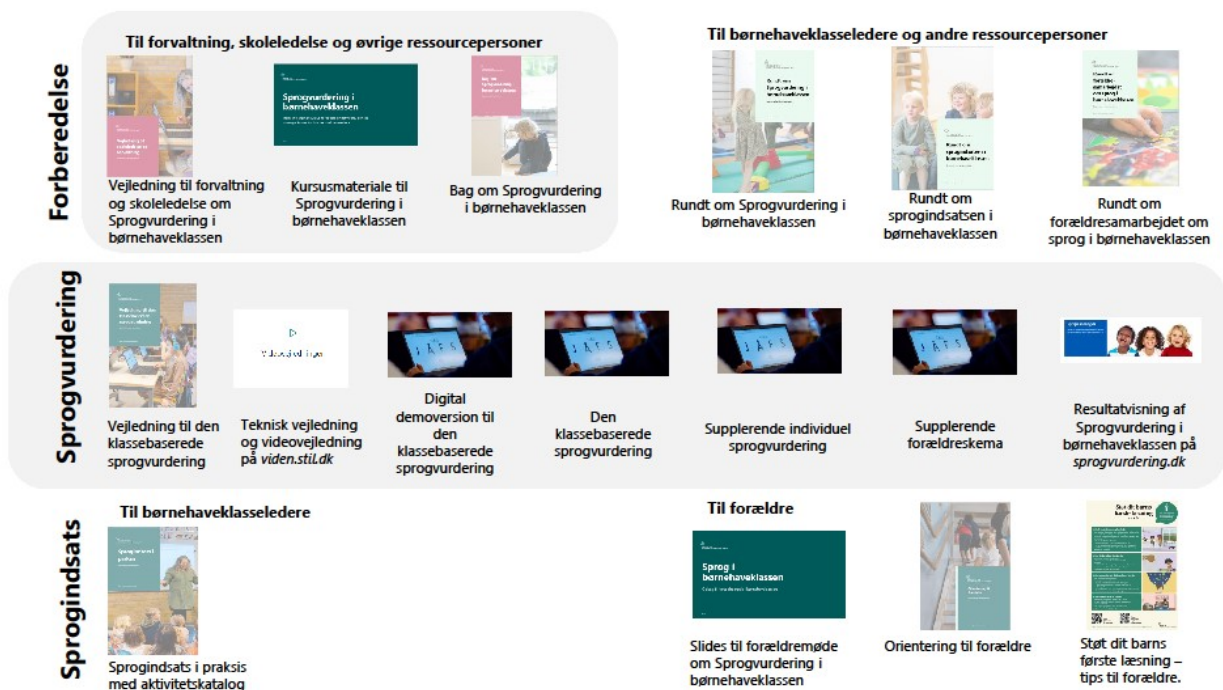 Forberedelse
Til forvaltning, skoleledelse og øvrige ressourcepersoner
Sprogvurdering i
børnehaveklassen
Vejledning til forvaltning
og skoleledelse om
Sprogvurdering i
børnehaveklassen
Kursusmateriale til
Sprogvurdering i
børnehaveklassen
Bag om Sprogvurdering
i børnehaveklassen
Til børnehaveklasseledere og andre ressourcepersoner
Rundt om Sprogvurdering i
børnehaveklassen
Rundt om
sprogindsatsen i
børnehaveklassen
Rundt om
forældresamarbejdet om
sprog i børnehaveklassen
Sprogvurdering
Vejledning til den
klassebaserede
sprogvurdering
Teknisk vejledning
og videovejledning
på viden.stil.dk
Digital
demoversion til
den
klassebaserede
sprogvurdering
Den
klassebaserede
sprogvurdering
Supplerende individuel
sprogvurdering
Supplerende
forældreskema
Resultatvisning af
Sprogvurdering i
børnehaveklassen på
sprogvurdering.dk
Sprogindsats
Til børnehaveklasseledere
Sprogindsats i praksis
med aktivitetskatalog
Til forældre
Sprog i
børnehaveklassen
Slides til forældremøde
om Sprogvurdering i
børnehaveklassen
Orientering til forældre
Støt dit barns
første læsning
Støt dit barns
første læsning –
tips til forældre.